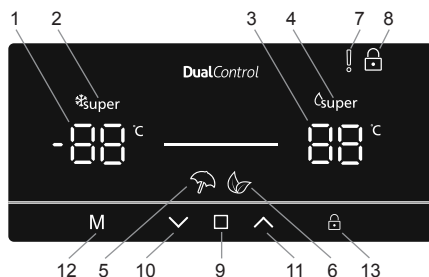 1 2 3 4 7 8
DualControl
super super
-88 °C 88 °C
M
12 5 10 9 11 6 13